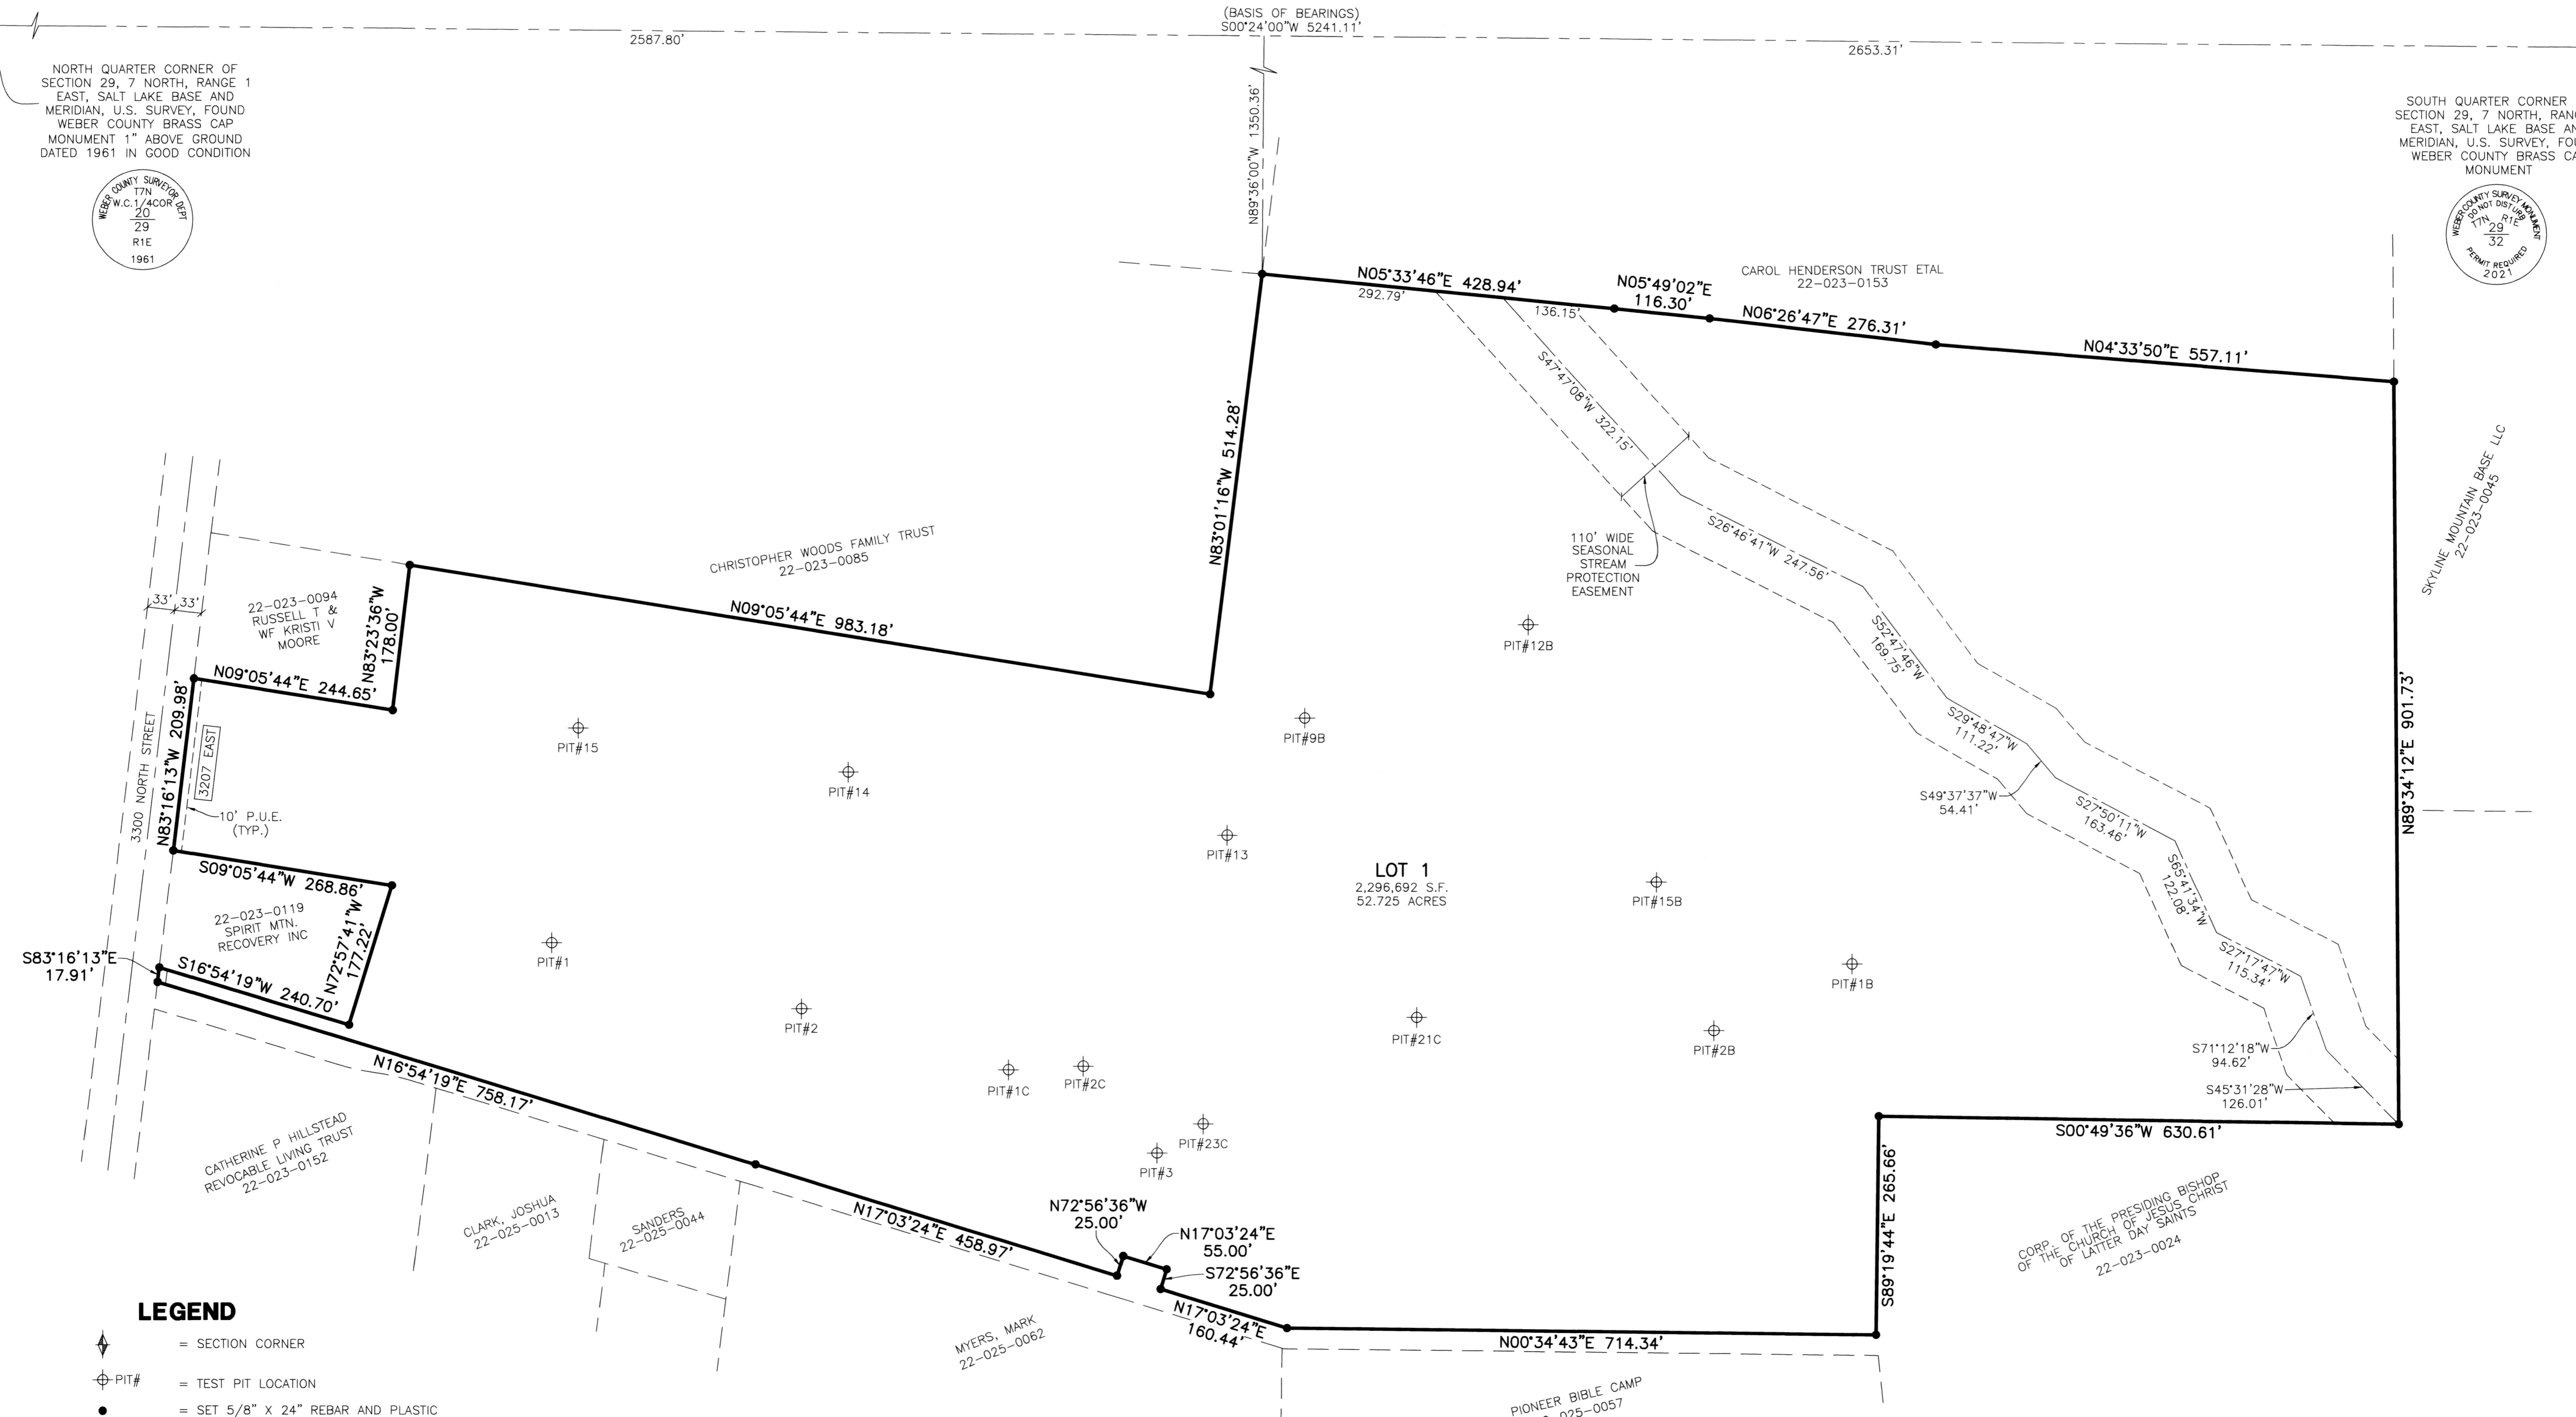 (BASIS OF BEARINGS)
S00°24'00"W 5241.11'
2587.80'
2653.31'
NORTH QUARTER CORNER OF
SECTION 29, 7 NORTH, RANGE 1
EAST, SALT LAKE BASE AND
MERIDIAN, U.S. SURVEY, FOUND
WEBER COUNTY BRASS CAP
MONUMENT 1" ABOVE GROUND
DATED 1961 IN GOOD CONDITION
WEBER COUNTY SURVEYOR DEPT
T7N
W.C.1/4COR
20
29
R1E
1961
N89°36'00"W 1350.36'
SOUTH QUARTER CORNER
SECTION 29, 7 NORTH,
EAST, SALT LAKE BASE
MERIDIAN, U.S. SURVEY,
WEBER COUNTY BRASS
MONUMENT
WEBER COUNTY SURVEY MONUMENT
DO NOT DISTURB
T7N R1E
29
32
PERMIT REQUIRED
2021
N05°33'46"E 428.94'
292.79'
136.15'
N05°49'02"E
116.30'
CAROL HENDERSON TRUST ETAL
22-023-0153
N06°26'47"E 276.31'
N04°33'50"E 557.11'
S47°47'08"W 322.15'
N83°01'16"W 514.28'
SKYLINE MOUNTAIN BASE LLC
22-023-0045
CHRISTOPHER WOODS FAMILY TRUST
22-023-0085
110' WIDE
SEASONAL
STREAM
PROTECTION
EASEMENT
S26°46'41"W 247.56'
33'
33'
22-023-0094
RUSSELL T &
WF KRISTI V
MOORE
N83°23'36"W
178.00'
N09°05'44"E 983.18'
PIT#12B
S52°47'46"W
169.75'
N09°05'44"E 244.65'
N83°16'13"W 209.98'
3300 NORTH STREET
3207 EAST
10' P.U.E.
(TYP.)
PIT#15
PIT#14
PIT#9B
S29°48'47"W
111.22'
N89°34'12"E 901.73'
S49°37'37"W
54.41'
S27°50'11"W
163.46'
PIT#13
LOT 1
2,296,692 S.F.
52.725 ACRES
PIT#15B
S65°41'34"W
122.08'
S09°05'44"W 268.86'
22-023-0119
SPIRIT MTN.
RECOVERY INC
N72°57'41"W
177.22'
S83°16'13"E
17.91'
S16°54'19"W 240.70'
PIT#1
PIT#1B
S27°17'47"W
115.34'
PIT#2
PIT#21C
PIT#2B
S71°12'18"W
94.62'
N16°54'19"E 758.17'
PIT#1C
PIT#2C
S45°31'28"W
126.01'
PIT#23C
PIT#3
S00°49'36"W 630.61'
CATHERINE P HILLSTEAD
REVOCABLE LIVING TRUST
22-023-0152
CLARK, JOSHUA
22-025-0013
SANDERS
22-025-0044
N17°03'24"E 458.97'
N72°56'36"W
25.00'
N17°03'24"E
55.00'
S72°56'36"E
25.00'
N17°03'24"E
160.44'
S89°19'44"E 265.66'
CORP. OF THE PRESIDING BISHOP
OF THE CHURCH OF JESUS CHRIST
OF LATTER DAY SAINTS
22-023-0024
N00°34'43"E 714.34'
MYERS, MARK
22-025-0062
PIONEER BIBLE CAMP
025-0057
LEGEND
= SECTION CORNER
PIT# = TEST PIT LOCATION
= SET 5/8" X 24" REBAR AND PLASTIC